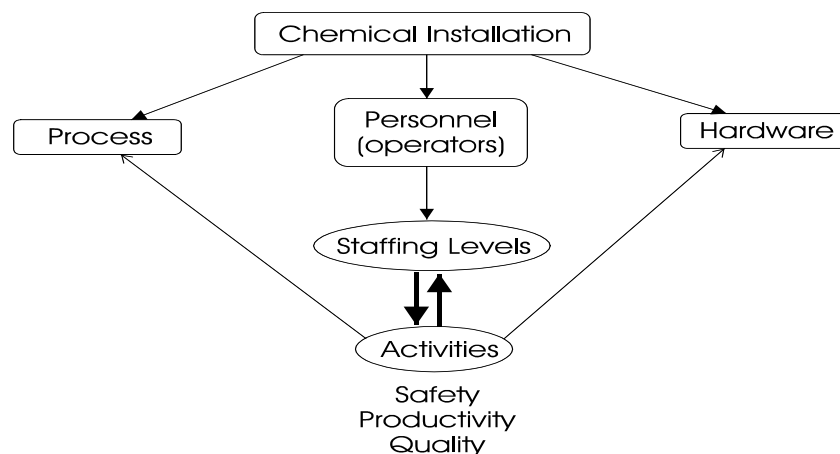 Chemical Installation
Process
Personnel
(operators)
Hardware
Staffing Levels
Activities
Safety
Productivity
Quality